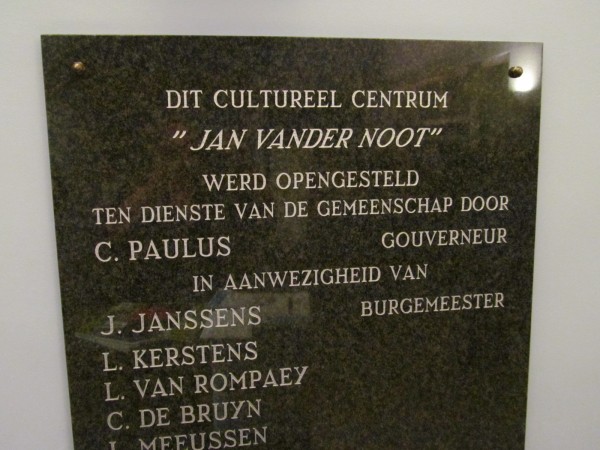 DIT CULTUREEL CENTRUM
"JAN VANDER NOOT"
WERD OPENGESTELD
TEN DIENSTE VAN DE GEMEENSCHAP DOOR
C. PAULUS GOUVERNEUR
IN AANWEZIGHEID VAN
J. JANSSENS BURGEMEESTER
L. KERSTENS
L. VAN ROMPAEY
C. DE BRUYN
L. MEEUSSEN